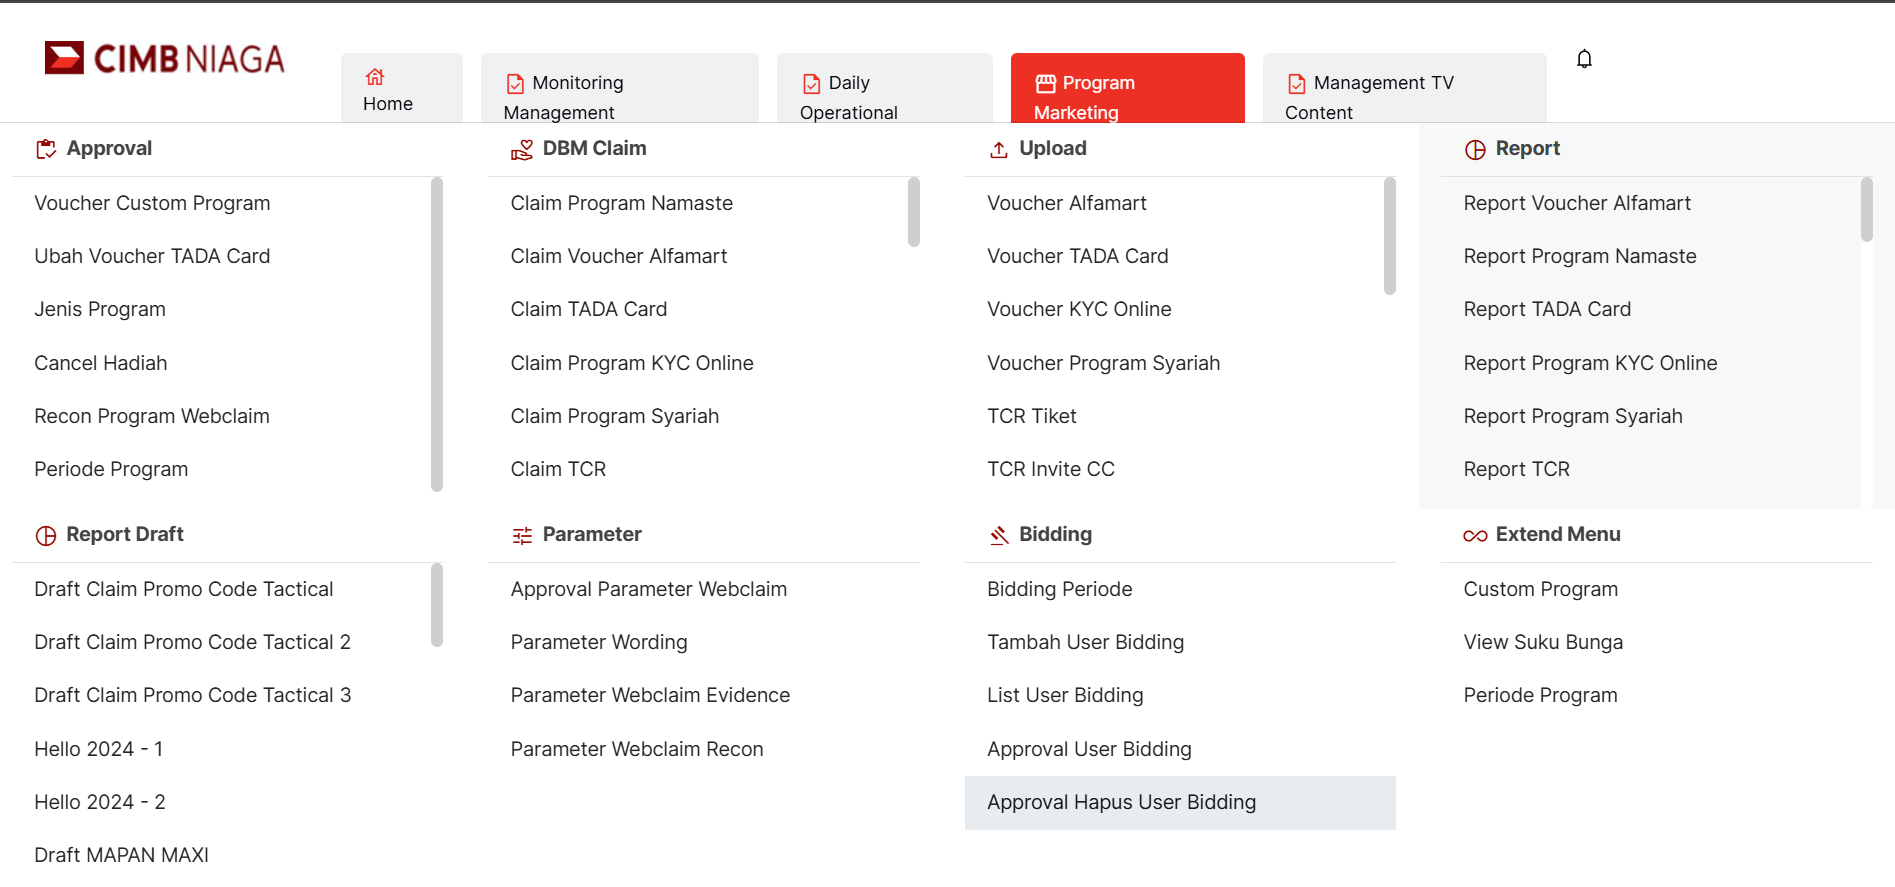 CIMB NIAGA
Home
Monitoring
Management
Daily
Operational
Program
Marketing
Management TV
Content
Approval
Voucher Custom Program
Ubah Voucher TADA Card
Jenis Program
Cancel Hadiah
Recon Program Webclaim
Periode Program
DBM Claim
Claim Program Namaste
Claim Voucher Alfamart
Claim TADA Card
Claim Program KYC Online
Claim Program Syariah
Claim TCR
Upload
Voucher Alfamart
Voucher TADA Card
Voucher KYC Online
Voucher Program Syariah
TCR Tiket
TCR Invite CC
Report
Report Voucher Alfamart
Report Program Namaste
Report TADA Card
Report Program KYC Online
Report Program Syariah
Report TCR
Report Draft
Draft Claim Promo Code Tactical
Draft Claim Promo Code Tactical 2
Draft Claim Promo Code Tactical 3
Hello 2024 - 1
Hello 2024 - 2
Draft MAPAN MAXI
Parameter
Approval Parameter Webclaim
Parameter Wording
Parameter Webclaim Evidence
Parameter Webclaim Recon
Bidding
Bidding Periode
Tambah User Bidding
List User Bidding
Approval User Bidding
Approval Hapus User Bidding
Extend Menu
Custom Program
View Suku Bunga
Periode Program